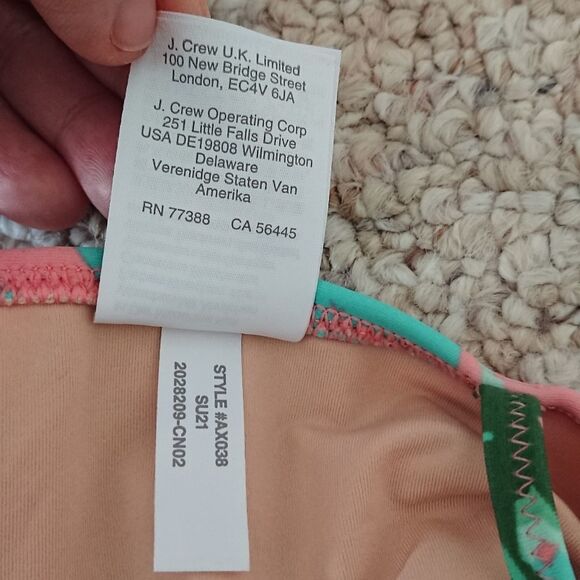 J. Crew U.K. Limited
100 New Bridge Street
London, EC4V 6JA
J. Crew Operating Corp
251 Little Falls Drive
USA DE19808 Wilmington
Delaware
Verenidge Staten Van
Amerika
RN 77388 CA 56445
STYLE #AX038
SU21
2028209-CN02